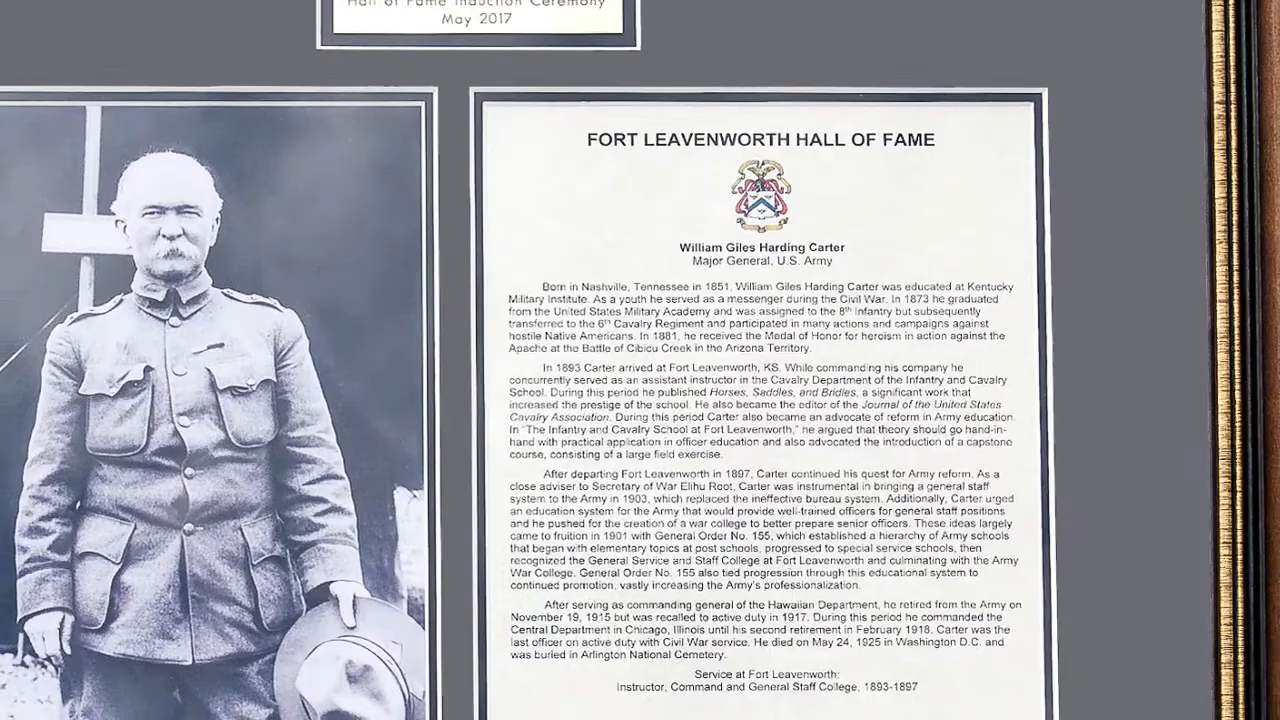 Hall of Fame Induction Ceremony
May 2017
FORT LEAVENWORTH HALL OF FAME
William Giles Harding Carter
Major General, U.S. Army
Born in Nashville, Tennessee in 1851, William Giles Harding Carter was educated at Kentucky
Military Institute. As a youth he served as a messenger during the Civil War. In 1873 he graduated
from the United States Military Academy and was assigned to the 8th Infantry but subsequently
transferred to the 6th Cavalry Regiment and participated in many actions and campaigns against
hostile Native Americans. In 1881, he received the Medal of Honor for heroism in action against the
Apache at the Battle of Cibicu Creek in the Arizona Territory.
In 1893 Carter arrived at Fort Leavenworth, KS. While commanding his company he
concurrently served as an assistant instructor in the Cavalry Department of the Infantry and Cavalry
School. During this period he published Horses, Saddles, and Bridles, a significant work that
increased the prestige of the school. He also became the editor of the Journal of the United States
Cavalry Association. During this period Carter also became an advocate of reform in Army education.
In “The Infantry and Cavalry School at Fort Leavenworth,” he argued that theory should go hand-in-
hand with practical application in officer education and also advocated the introduction of a capstone
course, consisting of a large field exercise.
After departing Fort Leavenworth in 1897, Carter continued his quest for Army reform. As a
close adviser to Secretary of War Elihu Root, Carter was instrumental in bringing a general staff
system to the Army in 1903, which replaced the ineffective bureau system. Additionally, Carter urged
an education system for the Army that would provide well-trained officers for general staff positions
and he pushed for the creation of a war college to better prepare senior officers. These ideas largely
came to fruition in 1901 with General Order No. 155, which established a hierarchy of Army schools
that began with elementary topics at post schools, progressed to special service schools, then
recognized the General Service and Staff College at Fort Leavenworth and culminating with the Army
War College. General Order No. 155 also tied progression through this educational system to
continued promotion, vastly increasing the Army's professionalization.
After serving as commanding general of the Hawaiian Department, he retired from the Army on
November 19, 1915 but was recalled to active duty in 1917. During this period he commanded the
Central Department in Chicago, Illinois until his second retirement in February 1918. Carter was the
last officer on active duty with Civil War service. He died on May 24, 1925 in Washington D.C. and
was buried in Arlington National Cemetery.
Service at Fort Leavenworth:
Instructor, Command and General Staff College, 1893-1897